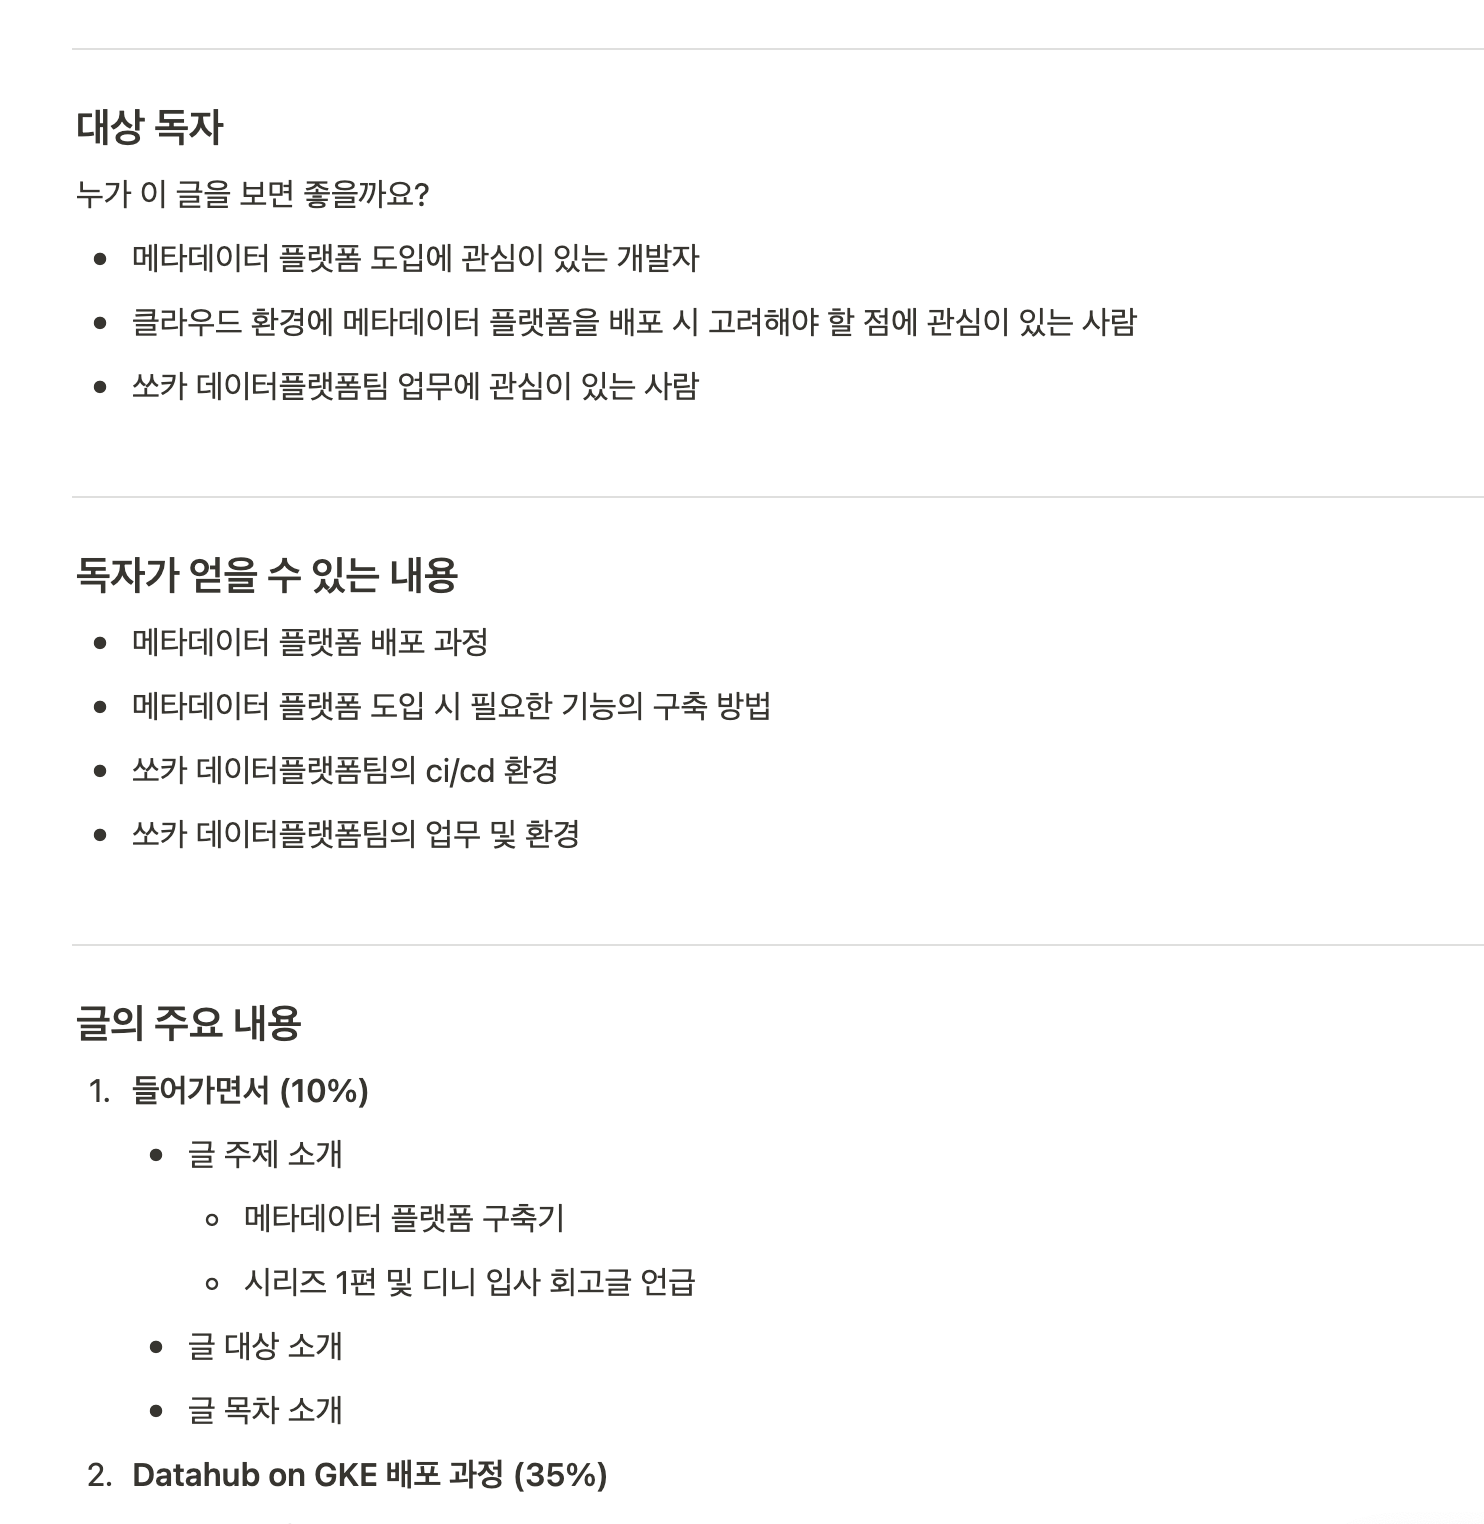 대상 독자
누가 이 글을 보면 좋을까요?
• 메타데이터 플랫폼 도입에 관심이 있는 개발자
• 클라우드 환경에 메타데이터 플랫폼을 배포 시 고려해야 할 점에 관심이 있는 사람
• 쏘카 데이터플랫폼팀 업무에 관심이 있는 사람
독자가 얻을 수 있는 내용
• 메타데이터 플랫폼 배포 과정
• 메타데이터 플랫폼 도입 시 필요한 기능의 구축 방법
• 쏘카 데이터플랫폼팀의 ci/cd 환경
• 쏘카 데이터플랫폼팀의 업무 및 환경
글의 주요 내용
1. 들어가면서 (10%)
• 글 주제 소개
◦ 메타데이터 플랫폼 구축기
◦ 시리즈 1편 및 디니 입사 회고글 언급
• 글 대상 소개
• 글 목차 소개
2. Datahub on GKE 배포 과정 (35%)